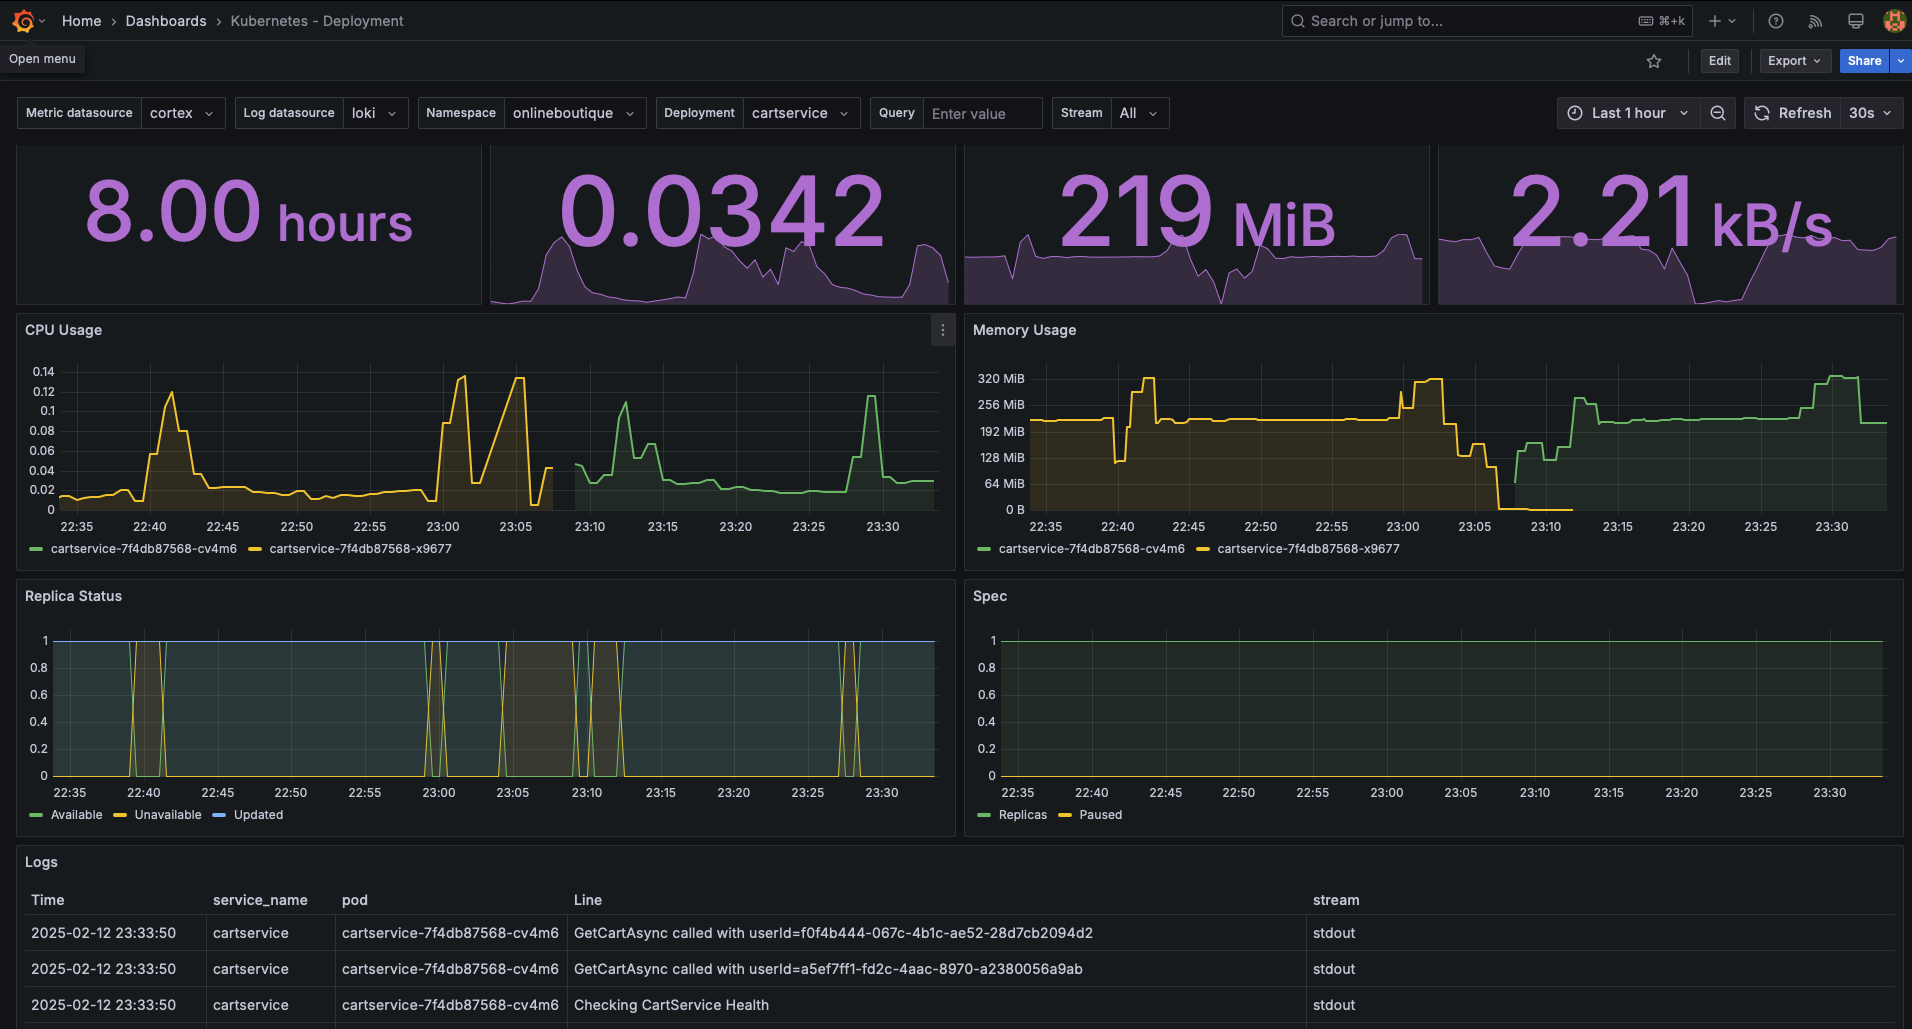 Home › Dashboards › Kubernetes - Deployment
Search or jump to...
⌘+k
Open menu
Edit
Export
Share
Metric datasource cortex
Log datasource loki
Namespace onlineboutique
Deployment cartservice
Query Enter value
Stream All
Last 1 hour
Refresh 30s
8.00 hours
0.0342
219 MiB
2.21 kB/s
CPU Usage
0.14
0.12
0.1
0.08
0.06
0.04
0.02
0
22:35 22:40 22:45 22:50 22:55 23:00 23:05 23:10 23:15 23:20 23:25 23:30
cartservice-7f4db87568-cv4m6 cartservice-7f4db87568-x9677
Memory Usage
320 MiB
256 MiB
192 MiB
128 MiB
64 MiB
0 B
22:35 22:40 22:45 22:50 22:55 23:00 23:05 23:10 23:15 23:20 23:25 23:30
cartservice-7f4db87568-cv4m6 cartservice-7f4db87568-x9677
Replica Status
1
0.8
0.6
0.4
0.2
0
22:35 22:40 22:45 22:50 22:55 23:00 23:05 23:10 23:15 23:20 23:25 23:30
Available Unavailable Updated
Spec
1
0.8
0.6
0.4
0.2
0
22:35 22:40 22:45 22:50 22:55 23:00 23:05 23:10 23:15 23:20 23:25 23:30
Replicas Paused
Logs
Time service_name pod Line stream
2025-02-12 23:33:50 cartservice cartservice-7f4db87568-cv4m6 GetCartAsync called with userId=f0f4b444-067c-4b1c-ae52-28d7cb2094d2 stdout
2025-02-12 23:33:50 cartservice cartservice-7f4db87568-cv4m6 GetCartAsync called with userId=a5ef7ff1-fd2c-4aac-8970-a2380056a9ab stdout
2025-02-12 23:33:50 cartservice cartservice-7f4db87568-cv4m6 Checking CartService Health stdout